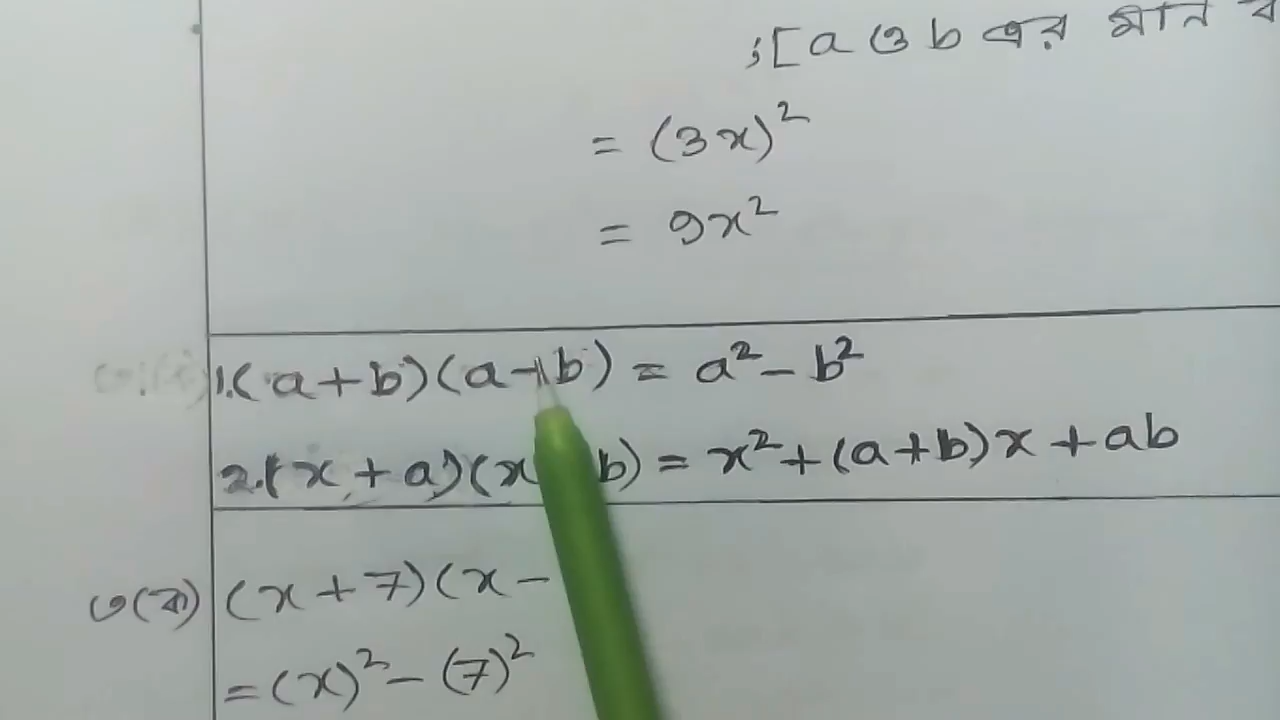 ;[a ও b এর মান
= (3x)²
= 9x²
1.(a+b)(a-b) = a² - b²
2.(x+a)(x b) = x² + (a+b)x + ab
৩(ক) (x+7)(x-
= (x)² - (7)²